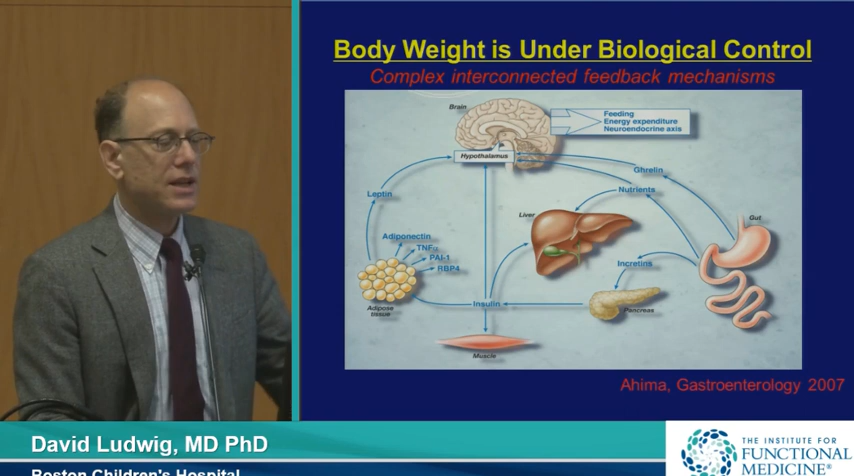 Body Weight is Under Biological Control
Complex interconnected feedback mechanisms
Brain
Feeding
Energy expenditure
Neuroendocrine axis
Hypothalamus
Ghrelin
Leptin
Nutrients
Liver
Gut
Adiponectin
TNFα
PAI-1
RBP4
Incretins
Insulin
Adipose
tissue
Pancreas
Muscle
Ahima, Gastroenterology 2007
David Ludwig, MD PhD
Boston Children's Hospital
THE INSTITUTE FOR
FUNCTIONAL
MEDICINE®